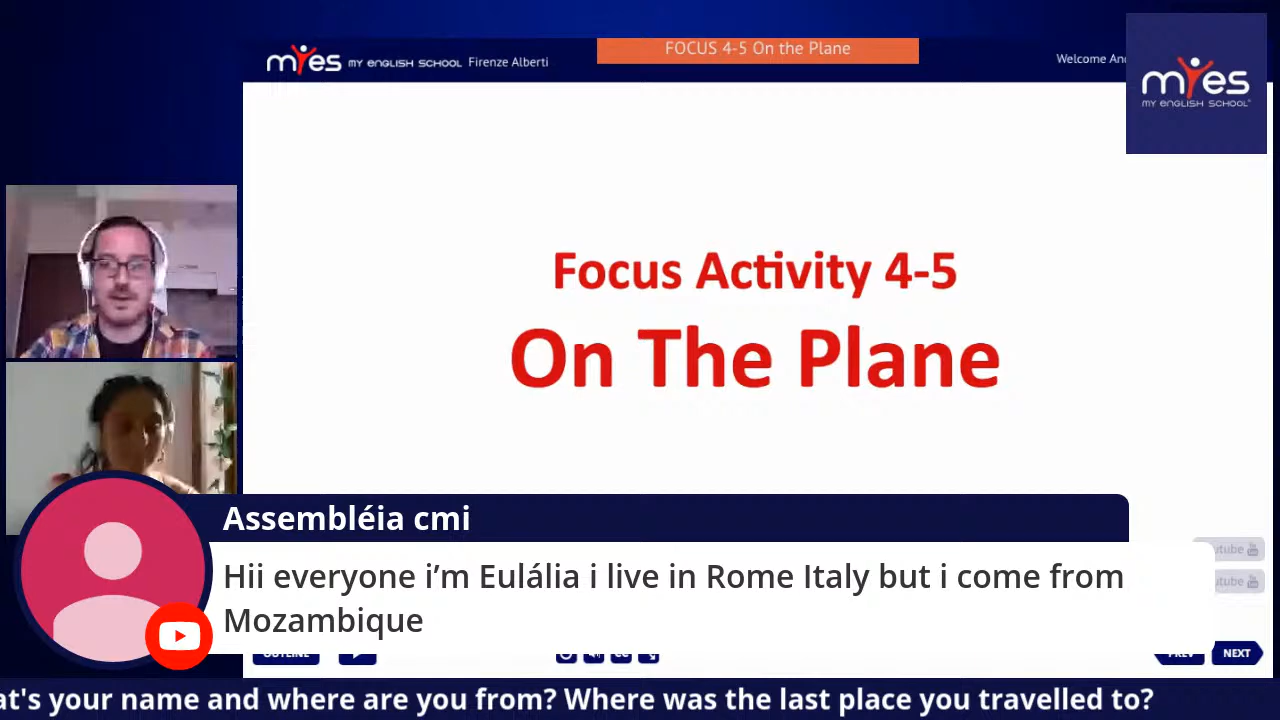 FOCUS 4-5 On the Plane
myes MY ENGLISH SCHOOL Firenze Alberti
Welcome
myes
MY ENGLISH SCHOOL
Focus Activity 4-5
On The Plane
Assembléia cmi
Hii everyone i’m Eulália i live in Rome Italy but i come from
Mozambique
NEXT
your name and where are you from? Where was the last place you travelled to?